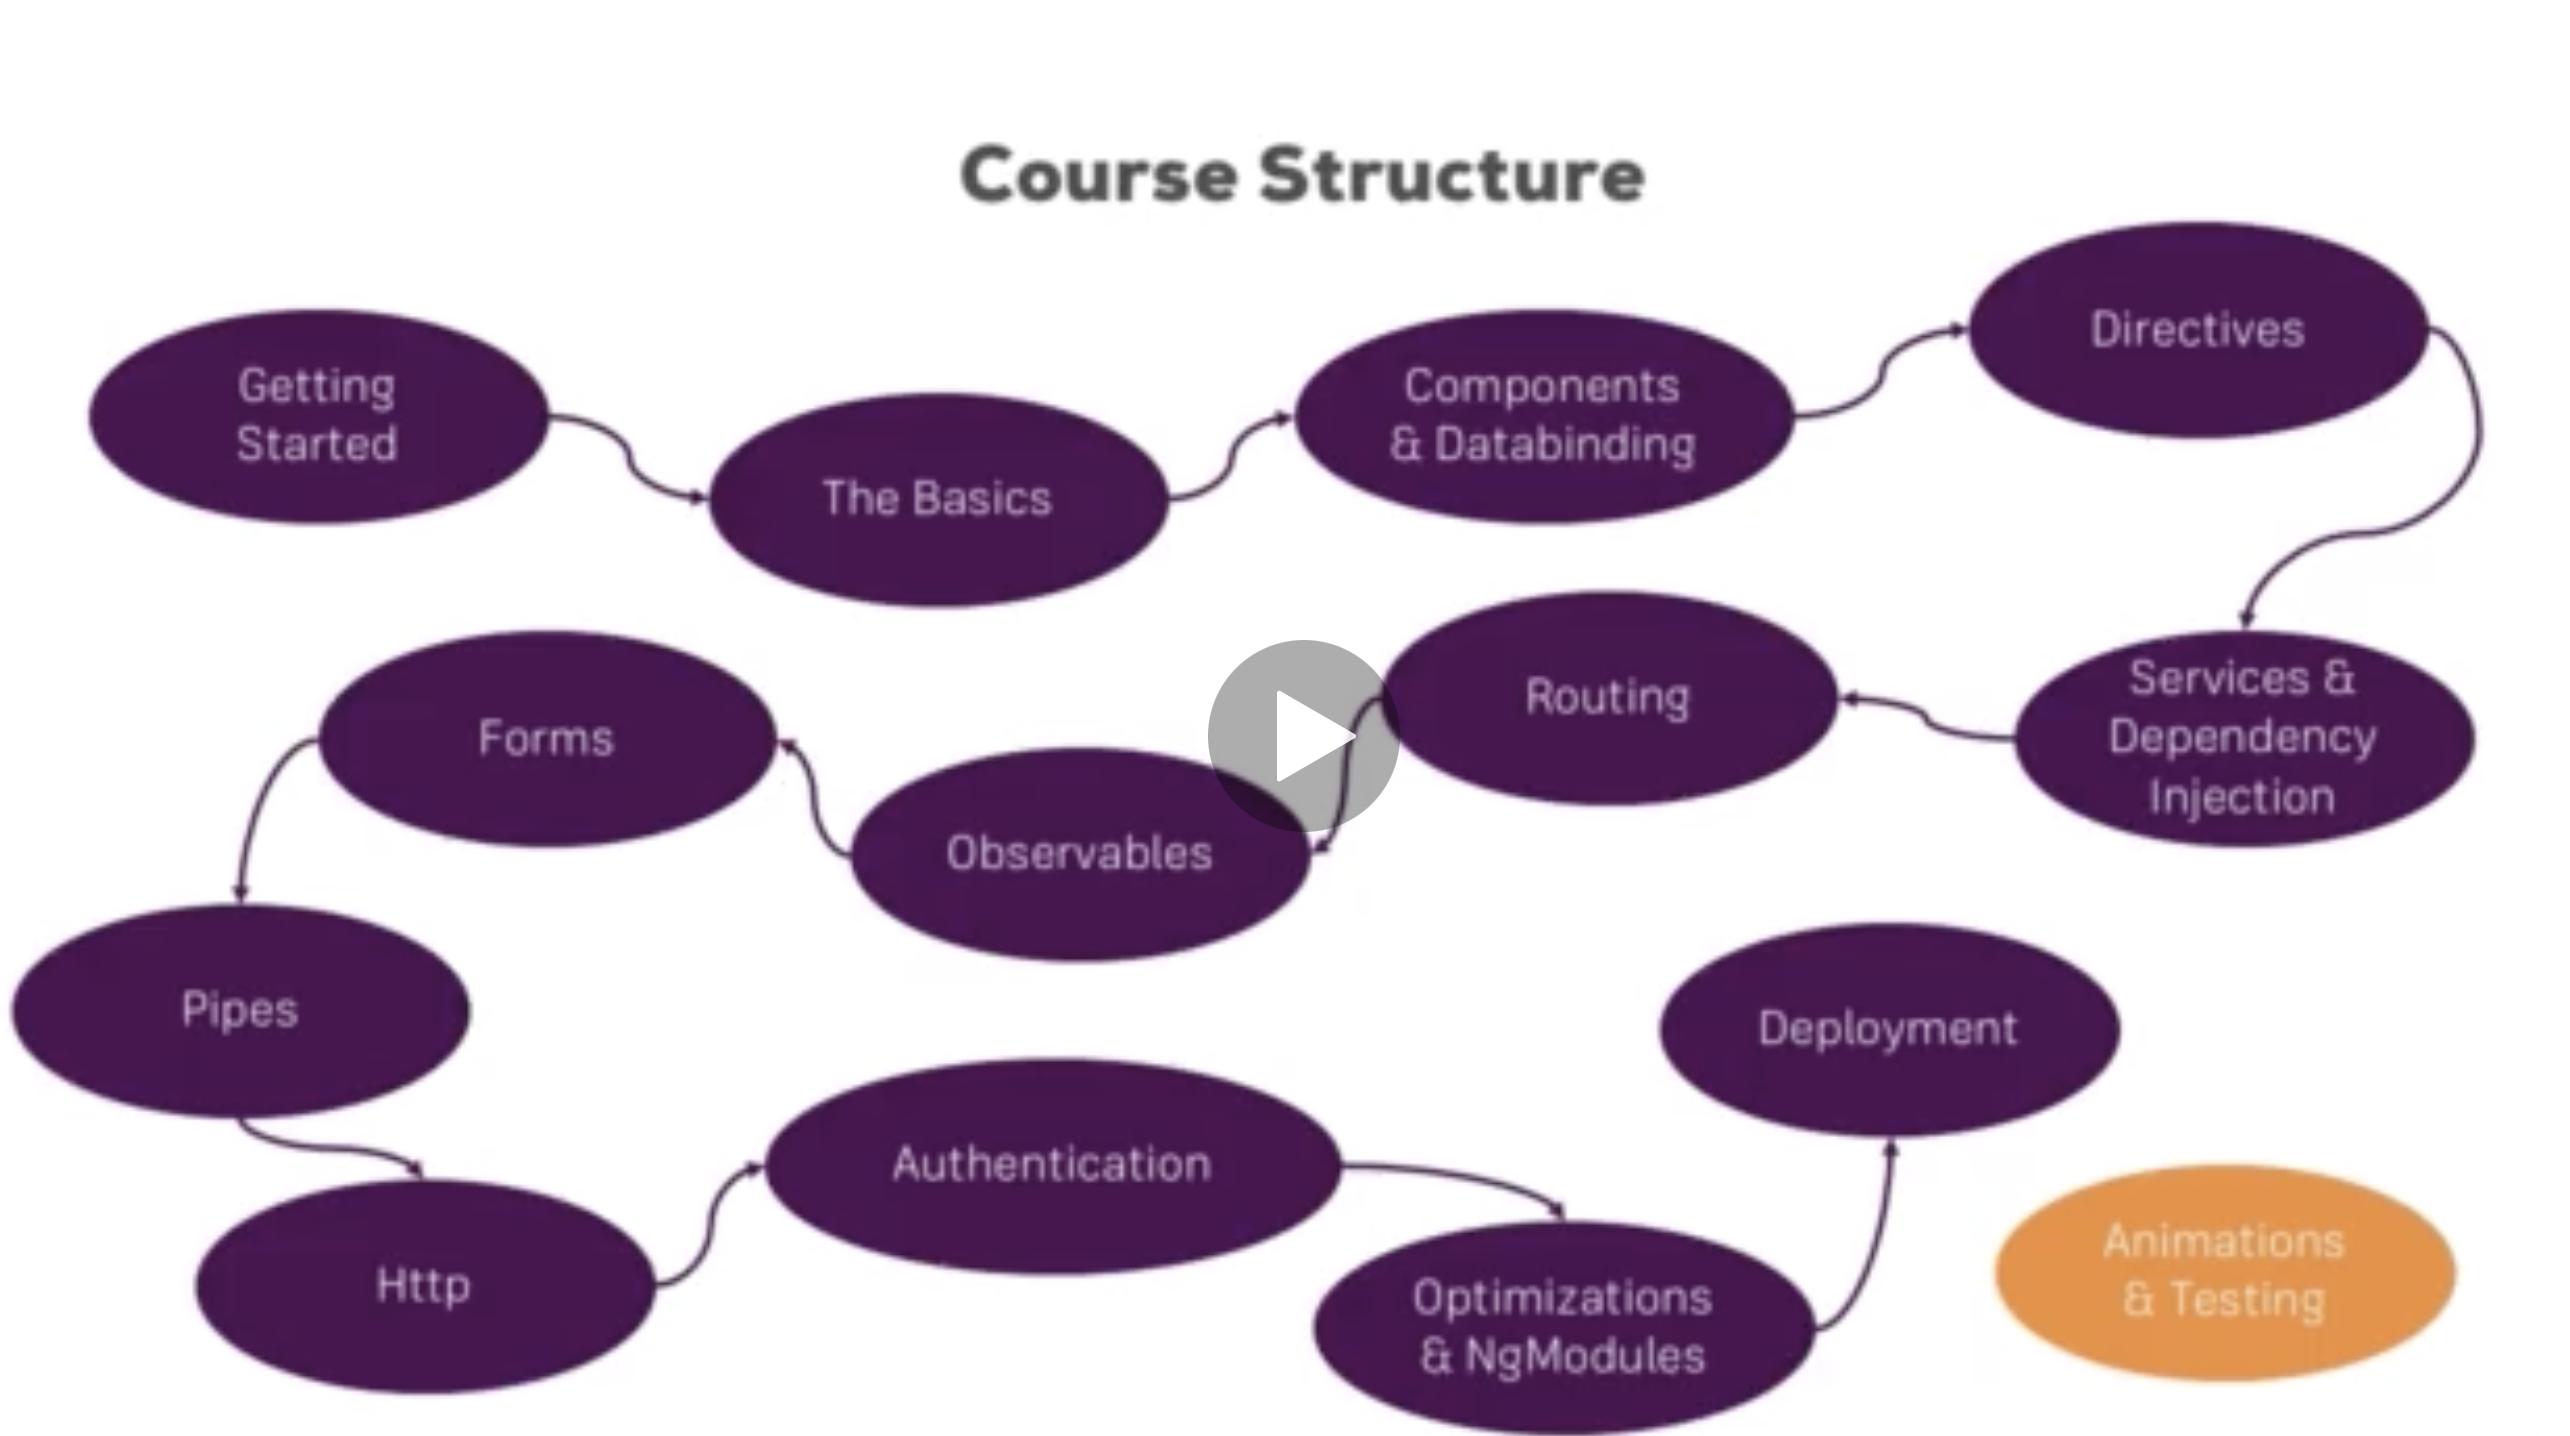 Course Structure
Getting
Started
The Basics
Components
& Databinding
Directives
Services &
Dependency
Injection
Routing
Observables
Forms
Pipes
Http
Authentication
Optimizations
& NgModules
Deployment
Animations
& Testing